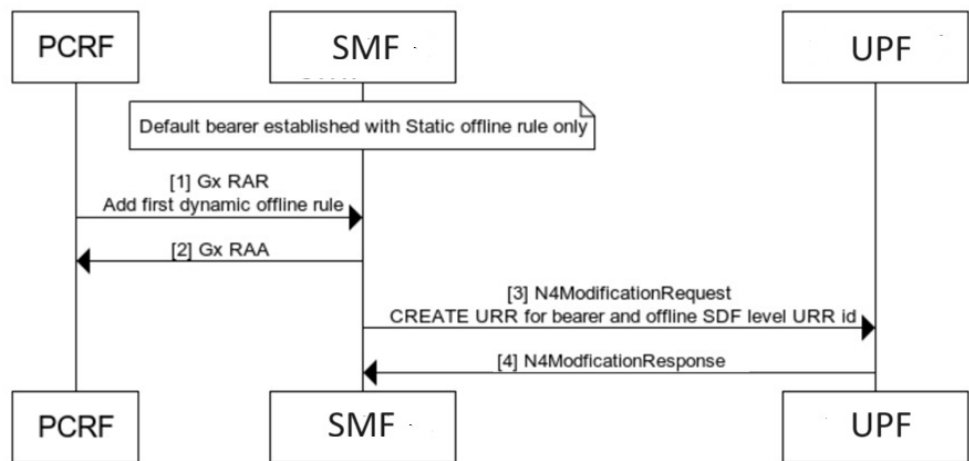 PCRF
SMF
UPF
Default bearer established with Static offline rule only
[1] Gx RAR
Add first dynamic offline rule
[2] Gx RAA
[3] N4ModificationRequest
CREATE URR for bearer and offline SDF level URR id
[4] N4ModficationResponse
PCRF
SMF
UPF